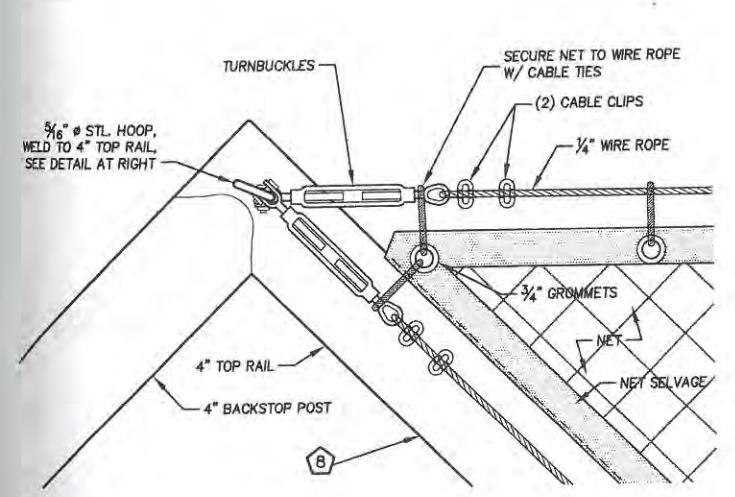 TURNBUCKLES
SECURE NET TO WIRE ROPE
W/ CABLE TIES
(2) CABLE CLIPS
5/16" ø STL. HOOP,
WELD TO 4" TOP RAIL,
SEE DETAIL AT RIGHT
1/4" WIRE ROPE
3/4" GROMMETS
NET
4" TOP RAIL
NET SELVAGE
4" BACKSTOP POST
8